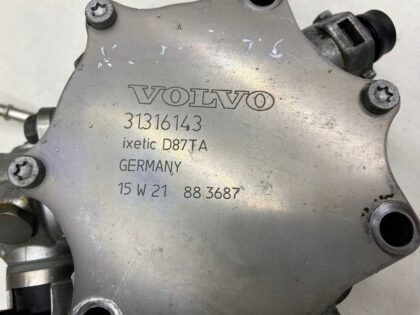 VOLVO
31316143
ixetic D87TA
GERMANY
15 W 21 88 3687